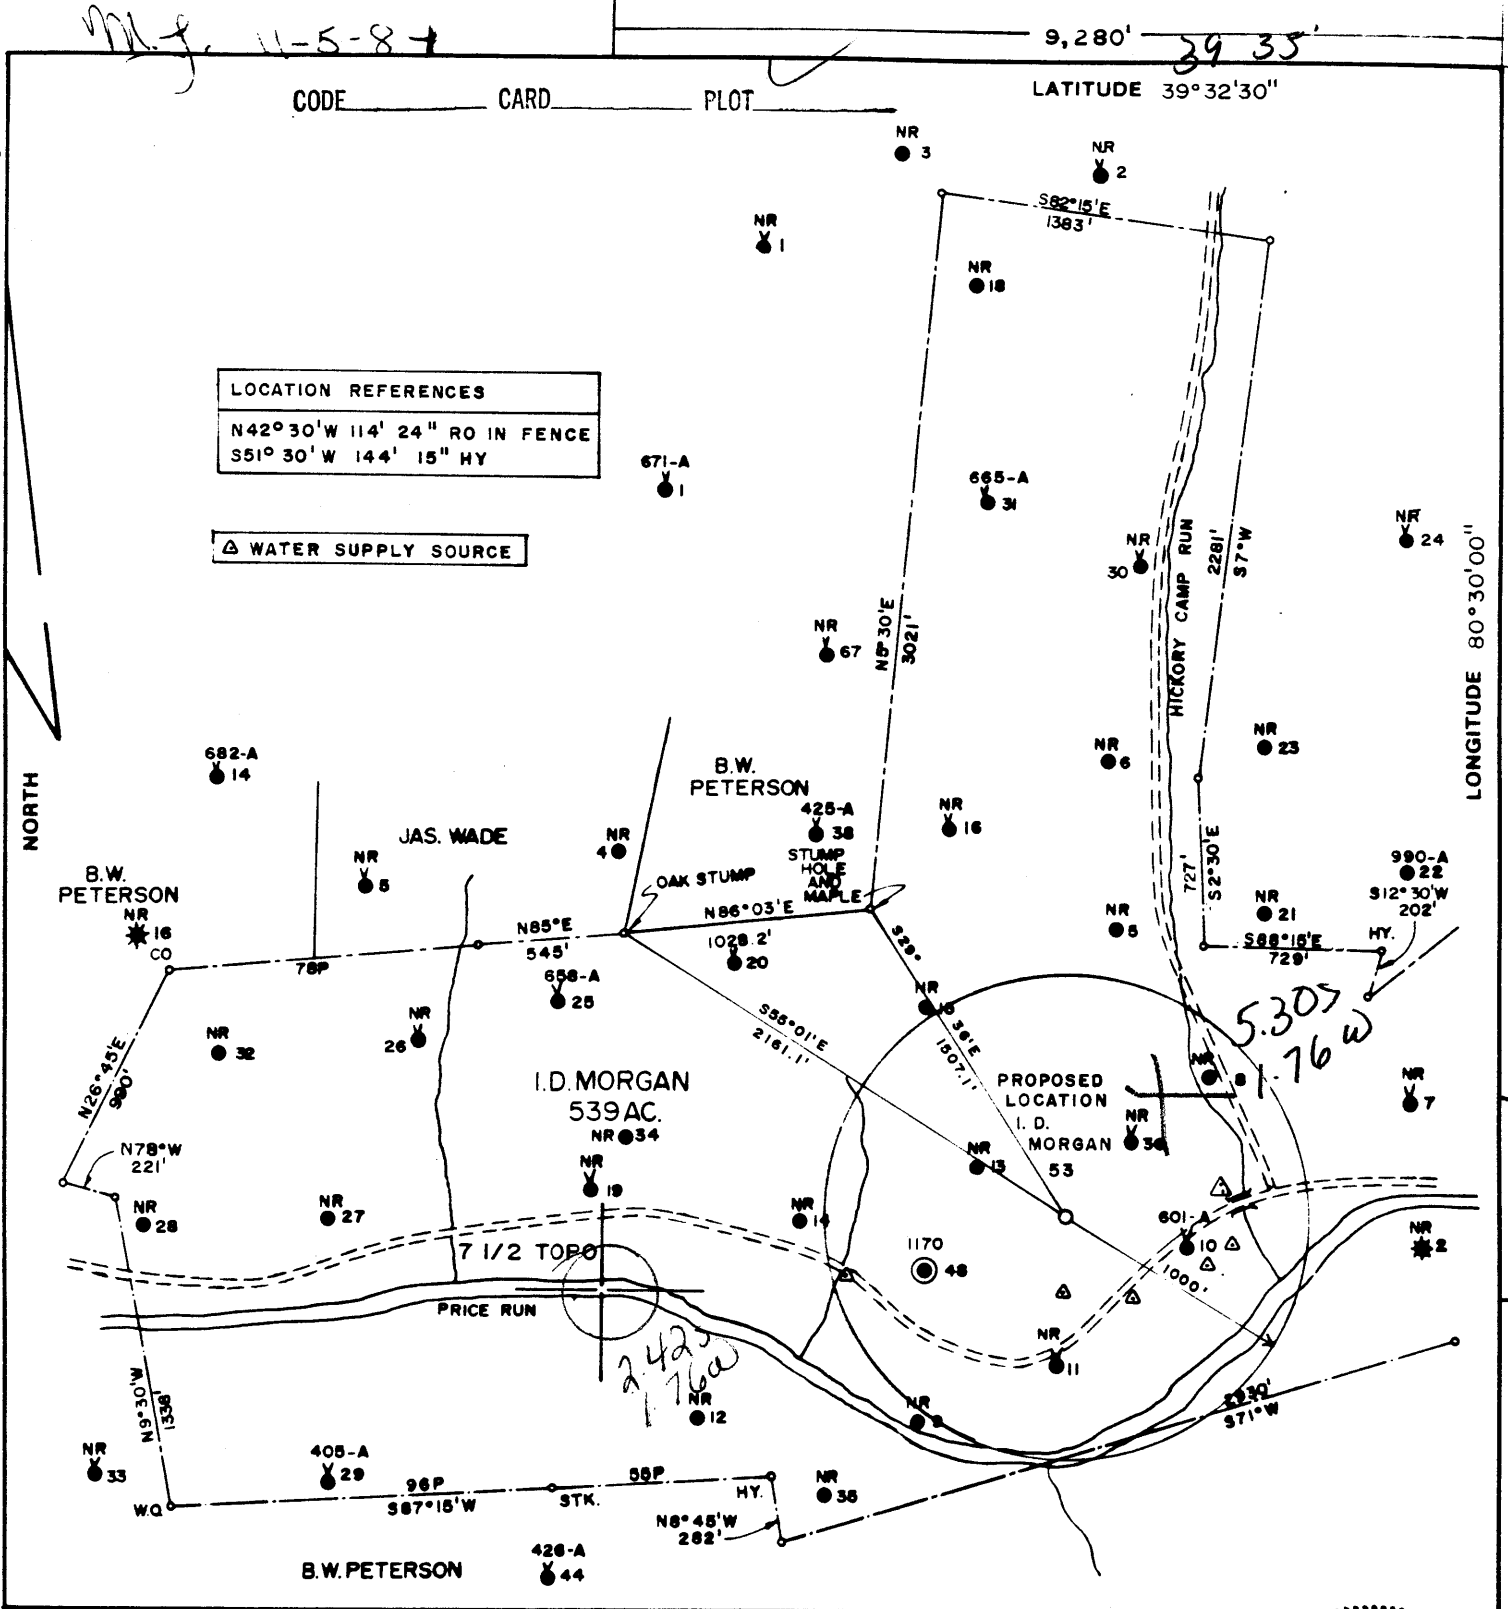 M.J. 11-5-87
9,280'
39 35'
LATITUDE 39°32'30"
CODE CARD PLOT
NR
3
NR
2
S82°15'E
1383'
NR
1
NR
18
LOCATION REFERENCES
N42°30'W 114' 24" RO IN FENCE
S51°30'W 144' 15" HY
671-A
1
665-A
31
WATER SUPPLY SOURCE
NR
24
NR
30
HICKORY CAMP RUN
2281'
S7°W
LONGITUDE 80°30'00"
N5°30'E
3021'
NR
67
NORTH
682-A
14
NR
6
NR
23
B.W.
PETERSON
425-A
38
NR
16
JAS. WADE
NR
4
NR
5
STUMP
HOLE
AND
MAPLE
OAK STUMP
727'
S2°30'E
990-A
22
S12°30'W
202'
B.W.
PETERSON
NR
16
CO
N86°03'E
1028.2'
20
NR
21
NR
5
S88°15'E
729'
HY.
N85°E
545'
78P
658-A
25
S29°36'E
1507.1'
NR
15
S55°01'E
2161.1'
5.30S
1.76W
NR
32
NR
26
N26°45'E
990'
I.D. MORGAN
539 AC.
NR 34
PROPOSED
LOCATION
I. D.
MORGAN
53
NR
8
NR
7
NR
36
N78°W
221'
NR
19
NR
13
NR
28
NR
27
NR
14
601-A
10
NR
2
7 1/2 TOPO
1170
48
1000'
PRICE RUN
2.42S
1.76W
NR
11
NR
12
NR
9
2930'
S71°W
N9°30'W
1338'
NR
33
405-A
29
96P
S87°15'W
55P
STK.
HY.
NR
35
W.O.
N8°45'W
282'
B.W. PETERSON
426-A
44